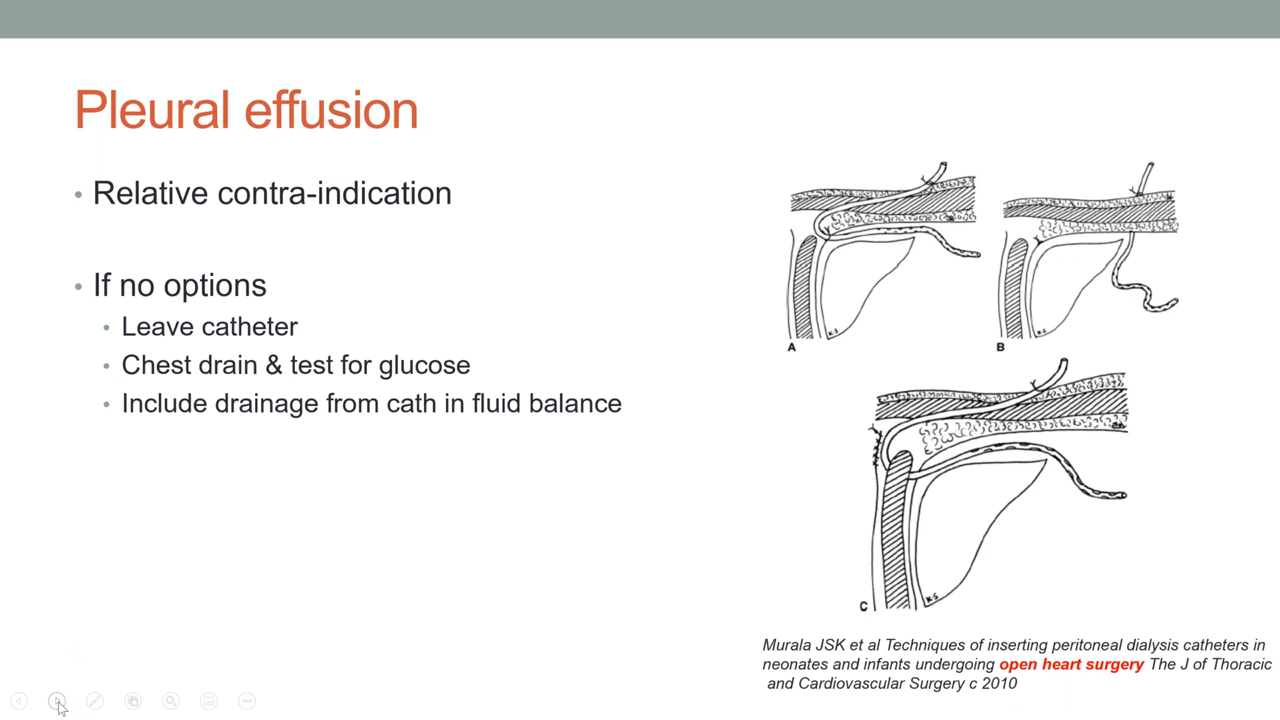 Pleural effusion
• Relative contra-indication
• If no options
• Leave catheter
• Chest drain & test for glucose
• Include drainage from cath in fluid balance
A
B
C
K-S
K-S
K-S
Murala JSK et al Techniques of inserting peritoneal dialysis catheters in
neonates and infants undergoing open heart surgery The J of Thoracic
and Cardiovascular Surgery c 2010